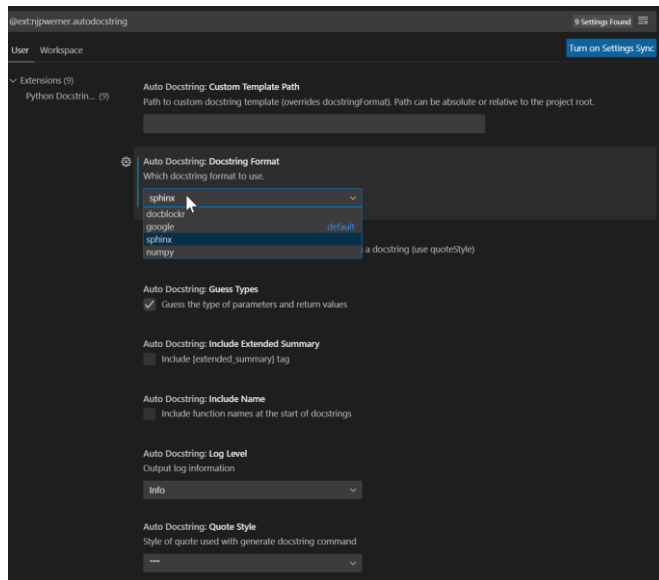 @ext:njpwerner.autodocstring
9 Settings Found
User Workspace
Turn on Settings Sync
Extensions (9)
Python Docstrin... (9)
Auto Docstring: Custom Template Path
Path to custom docstring template (overrides docstringFormat). Path can be absolute or relative to the project root.
Auto Docstring: Docstring Format
Which docstring format to use.
sphinx
docblockr
google default
sphinx
numpy
a docstring (use quoteStyle)
Auto Docstring: Guess Types
Guess the type of parameters and return values
Auto Docstring: Include Extended Summary
Include [extended_summary] tag
Auto Docstring: Include Name
Include function names at the start of docstrings
Auto Docstring: Log Level
Output log information
Info
Auto Docstring: Quote Style
Style of quote used with generate docstring command
"""